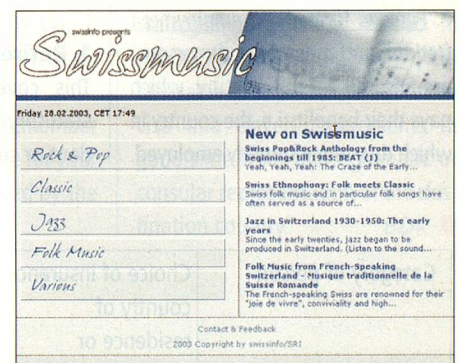 swissinfo presents
Swissmusic
Friday 28.02.2003, CET 17:49
Rock & Pop
Classic
Jazz
Folk Music
Various
New on Swissmusic
Swiss Pop&Rock Anthology from the
beginnings till 1985: BEAT (1)
Yeah, Yeah, Yeah: The Craze of the Early...
Swiss Ethnophony: Folk meets Classic
Swiss folk music and in particular folk songs have
often served as a source of...
Jazz in Switzerland 1930-1950: The early
years
Since the early twenties, jazz began to be
produced in Switzerland. (Listen to the sound...
Folk Music from French-Speaking
Switzerland - Musique traditionnelle de la
Suisse Romande
The French-speaking Swiss are renowned for their
"joie de vivre", conviviality and high...
Contact & Feedback
2003 Copyright by swissinfo/SRI